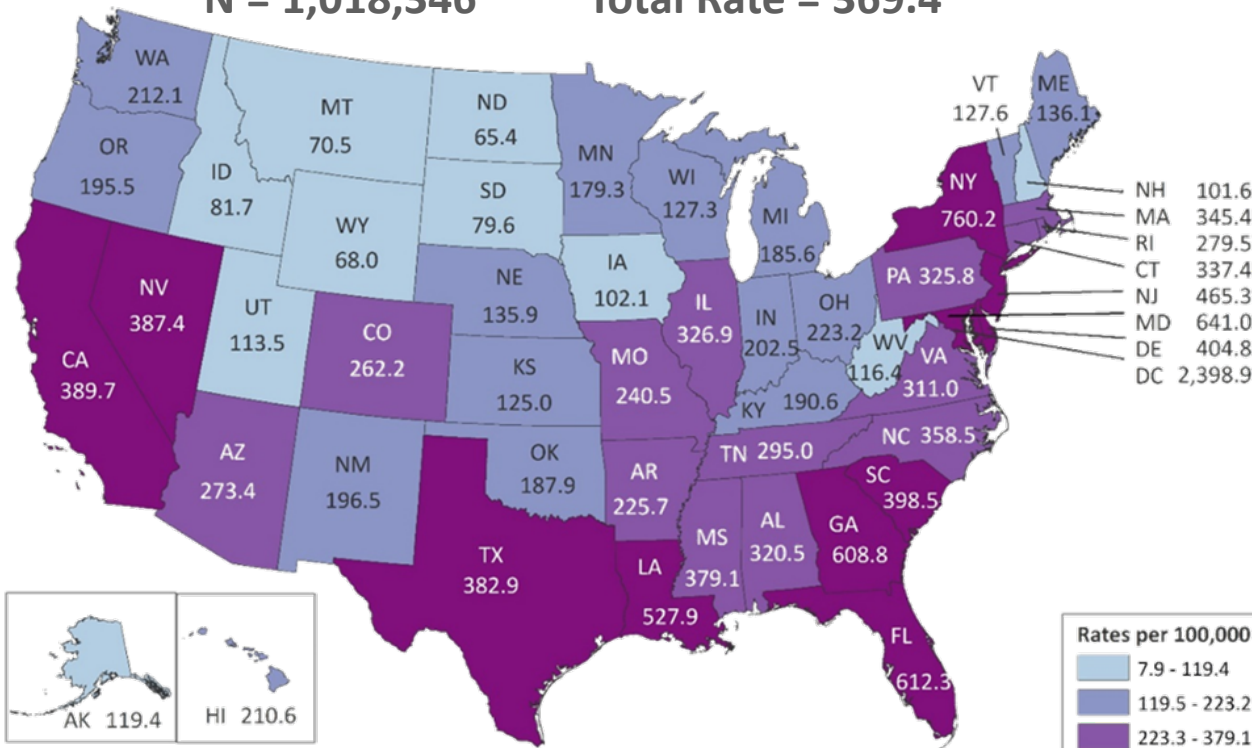 N = 1,018,346 Total Rate = 369.4
WA
212.1
OR
195.5
CA
389.7
NV
387.4
ID
81.7
MT
70.5
WY
68.0
UT
113.5
AZ
273.4
CO
262.2
NM
196.5
ND
65.4
SD
79.6
NE
135.9
KS
125.0
OK
187.9
TX
382.9
MN
179.3
IA
102.1
MO
240.5
AR
225.7
LA
527.9
WI
127.3
IL
326.9
MI
185.6
IN
202.5
OH
223.2
KY 190.6
TN 295.0
MS
379.1
AL
320.5
GA
608.8
FL
612.3
SC
398.5
NC 358.5
VA
311.0
WV
116.4
PA 325.8
NY
760.2
VT
127.6
ME
136.1
NH 101.6
MA 345.4
RI 279.5
CT 337.4
NJ 465.3
MD 641.0
DE 404.8
DC 2,398.9
AK 119.4
HI 210.6
Rates per 100,000
7.9 - 119.4
119.5 - 223.2
223.3 - 379.1